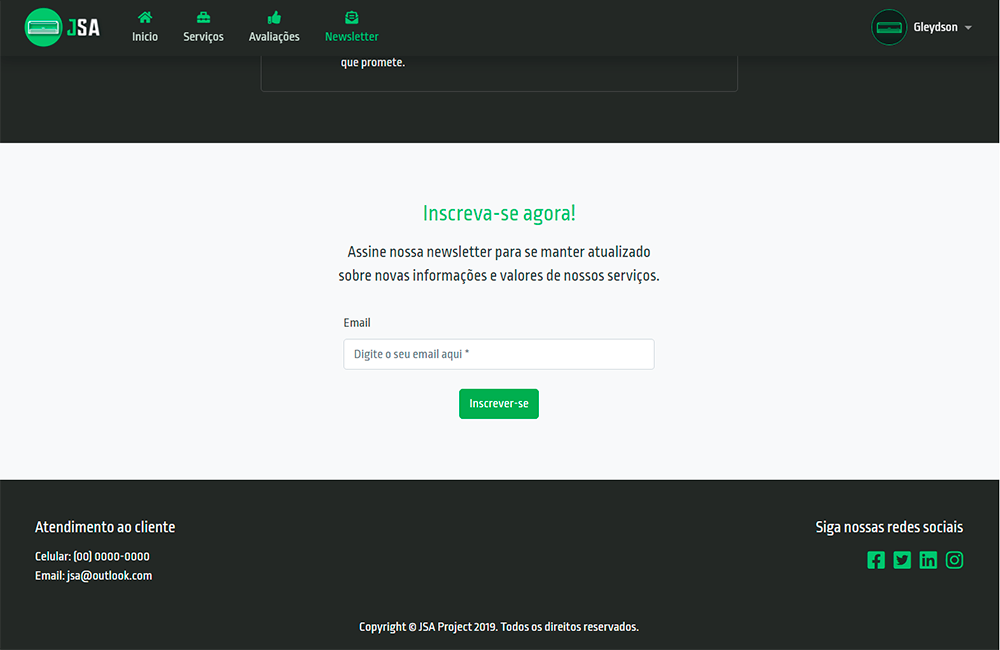 JSA
Inicio
Serviços
Avaliações
Newsletter
Gleydson
que promete.
Inscreva-se agora!
Assine nossa newsletter para se manter atualizado
sobre novas informações e valores de nossos serviços.
Email
Digite o seu email aqui *
Inscrever-se
Atendimento ao cliente
Celular: (00) 0000-0000
Email: jsa@outlook.com
Siga nossas redes sociais
Copyright © JSA Project 2019. Todos os direitos reservados.